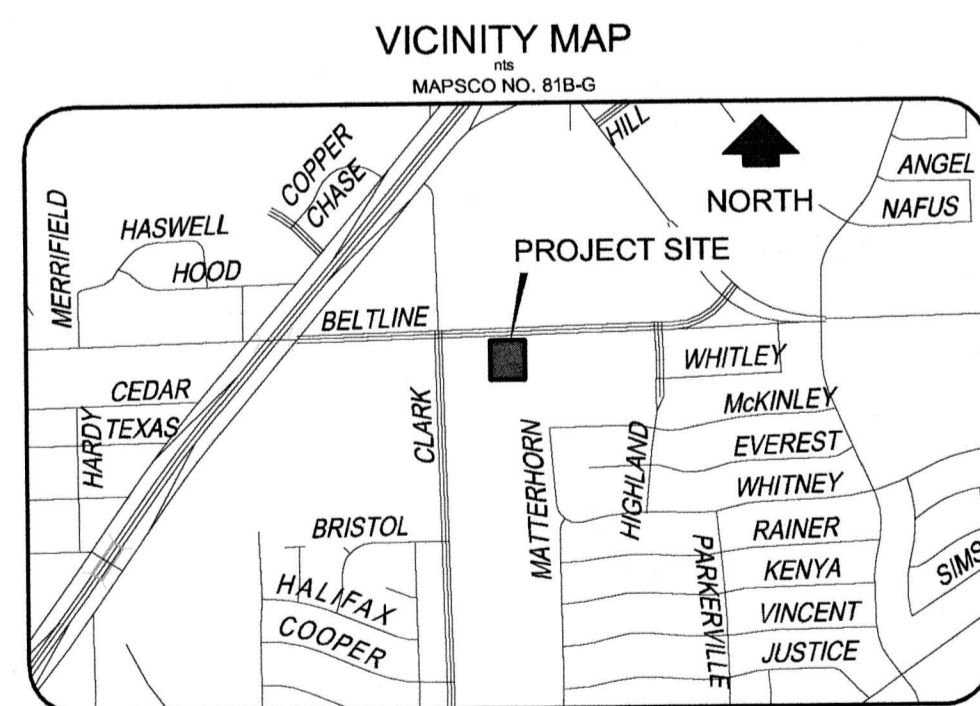 VICINITY MAP
nts
MAPSCO NO. 81B-G
HILL
COPPER
CHASE
ANGEL
NAFUS
NORTH
MERRIFIELD
HASWELL
HOOD
PROJECT SITE
BELTLINE
WHITLEY
CEDAR
TEXAS
HARDY
CLARK
McKINLEY
EVEREST
WHITNEY
MATTERHORN
HIGHLAND
BRISTOL
RAINER
KENYA
PARKERVILLE
SIMS
HALIFAX
COOPER
VINCENT
JUSTICE